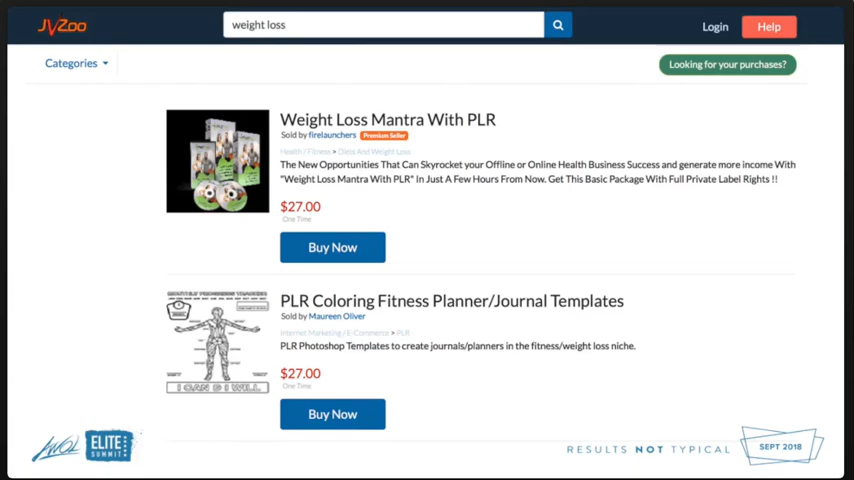 JVZoo
weight loss
Login
Help
Categories
Looking for your purchases?
Weight Loss Mantra With PLR
Sold by firelaunchers Premium Seller
Health / Fitness > Diets And Weight Loss
The New Opportunities That Can Skyrocket your Offline or Online Health Business Success and generate more income With
"Weight Loss Mantra With PLR" In Just A Few Hours From Now. Get This Basic Package With Full Private Label Rights !!
$27.00
One Time
Buy Now
PLR Coloring Fitness Planner/Journal Templates
Sold by Maureen Oliver
Internet Marketing / E-Commerce > PLR
PLR Photoshop Templates to create journals/planners in the fitness/weight loss niche.
$27.00
One Time
Buy Now
MONTHLY PROGRESS TRACKER
I CAN & I WILL
AWOL
ELITE
SUMMIT
RESULTS NOT TYPICAL
SEPT 2018